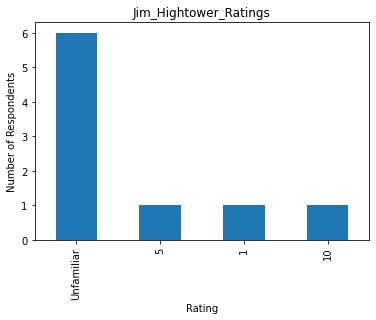 Jim_Hightower_Ratings
Number of Respondents
6
5
4
3
2
1
0
Unfamiliar
5
1
10
Rating